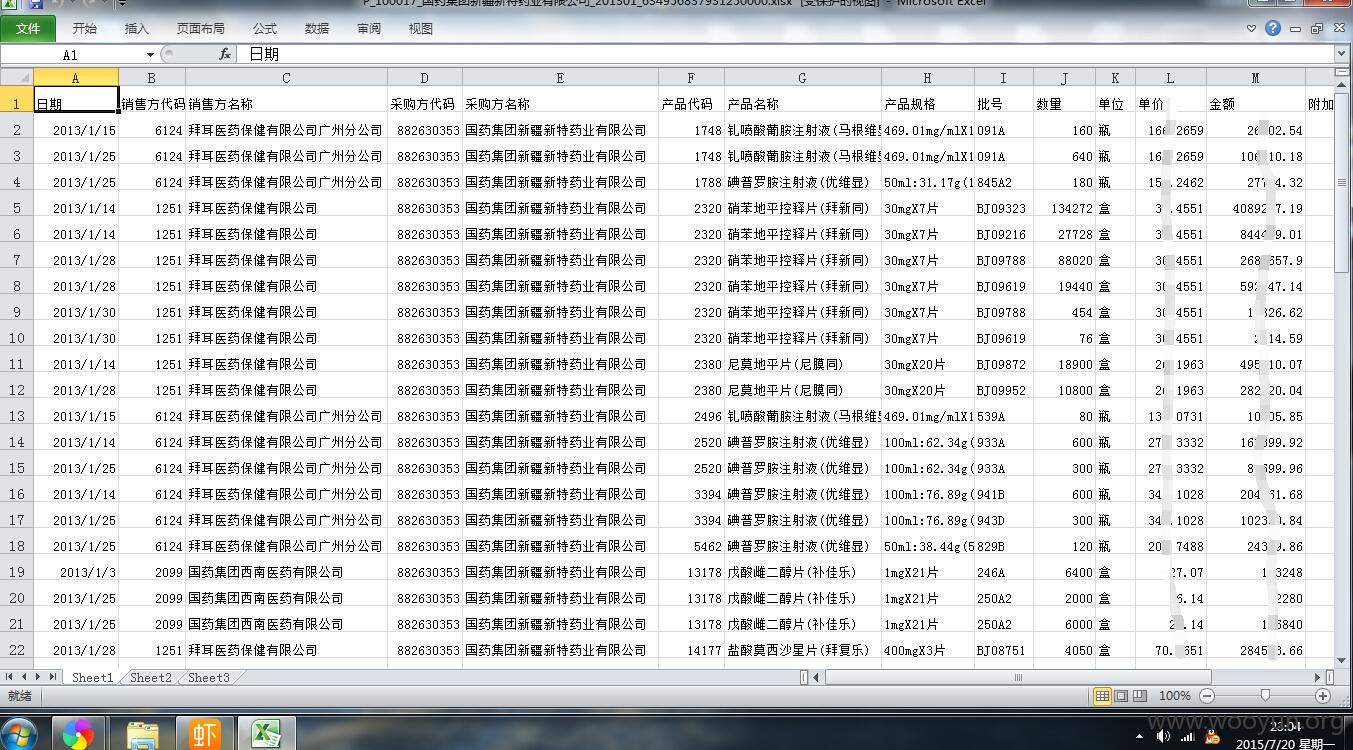 P_100017_国药集团新疆新特药业有限公司_201301_634956837931250000.xlsx [受保护的视图] - Microsoft Excel
文件 开始 插入 页面布局 公式 数据 审阅 视图
A1 fx 日期
A B C D E F G H I J K L M
1 日期 销售方代码 销售方名称 采购方代码 采购方名称 产品代码 产品名称 产品规格 批号 数量 单位 单价 金额 附加
2 2013/1/15 6124 拜耳医药保健有限公司广州分公司 882630353 国药集团新疆新特药业有限公司 1748 钆喷酸葡胺注射液(马根维 469.01mg/mlX1 091A 160 瓶 2659 02.54
3 2013/1/25 6124 拜耳医药保健有限公司广州分公司 882630353 国药集团新疆新特药业有限公司 1748 钆喷酸葡胺注射液(马根维 469.01mg/mlX1 091A 640 瓶 2659 10.18
4 2013/1/25 6124 拜耳医药保健有限公司广州分公司 882630353 国药集团新疆新特药业有限公司 1788 碘普罗胺注射液(优维显) 50ml:31.17g(1 845A2 180 瓶 15 .2462 277 4.32
5 2013/1/14 1251 拜耳医药保健有限公司 882630353 国药集团新疆新特药业有限公司 2320 硝苯地平控释片(拜新同) 30mgX7片 BJ09323 134272 盒 3 .4551 40892 7.19
6 2013/1/14 1251 拜耳医药保健有限公司 882630353 国药集团新疆新特药业有限公司 2320 硝苯地平控释片(拜新同) 30mgX7片 BJ09216 27728 盒 3 .4551 844 9.01
7 2013/1/28 1251 拜耳医药保健有限公司 882630353 国药集团新疆新特药业有限公司 2320 硝苯地平控释片(拜新同) 30mgX7片 BJ09788 88020 盒 30 4551 268 657.9
8 2013/1/28 1251 拜耳医药保健有限公司 882630353 国药集团新疆新特药业有限公司 2320 硝苯地平控释片(拜新同) 30mgX7片 BJ09619 19440 盒 30 4551 592 47.14
9 2013/1/30 1251 拜耳医药保健有限公司 882630353 国药集团新疆新特药业有限公司 2320 硝苯地平控释片(拜新同) 30mgX7片 BJ09788 454 盒 30 4551 1 826.62
10 2013/1/30 1251 拜耳医药保健有限公司 882630353 国药集团新疆新特药业有限公司 2320 硝苯地平控释片(拜新同) 30mgX7片 BJ09619 76 盒 30 4551 2 14.59
11 2013/1/14 1251 拜耳医药保健有限公司 882630353 国药集团新疆新特药业有限公司 2380 尼莫地平片(尼膜同) 30mgX20片 BJ09872 18900 盒 26 1963 495 10.07
12 2013/1/28 1251 拜耳医药保健有限公司 882630353 国药集团新疆新特药业有限公司 2380 尼莫地平片(尼膜同) 30mgX20片 BJ09952 10800 盒 26 1963 282 20.04
13 2013/1/15 6124 拜耳医药保健有限公司广州分公司 882630353 国药集团新疆新特药业有限公司 2496 钆喷酸葡胺注射液(马根维 469.01mg/mlX1 539A 80 瓶 13 0731 10 05.85
14 2013/1/14 6124 拜耳医药保健有限公司广州分公司 882630353 国药集团新疆新特药业有限公司 2520 碘普罗胺注射液(优维显) 100ml:62.34g( 933A 600 瓶 27 3332 16 99.92
15 2013/1/25 6124 拜耳医药保健有限公司广州分公司 882630353 国药集团新疆新特药业有限公司 2520 碘普罗胺注射液(优维显) 100ml:62.34g( 933A 300 瓶 27 3332 8 699.96
16 2013/1/14 6124 拜耳医药保健有限公司广州分公司 882630353 国药集团新疆新特药业有限公司 3394 碘普罗胺注射液(优维显) 100ml:76.89g( 941B 600 瓶 34 1028 204 61.68
17 2013/1/25 6124 拜耳医药保健有限公司广州分公司 882630353 国药集团新疆新特药业有限公司 3394 碘普罗胺注射液(优维显) 100ml:76.89g( 943D 300 瓶 34 .1028 1023 0.84
18 2013/1/25 6124 拜耳医药保健有限公司广州分公司 882630353 国药集团新疆新特药业有限公司 5462 碘普罗胺注射液(优维显) 50ml:38.44g(5 829B 120 瓶 20 7488 243 9.86
19 2013/1/3 2099 国药集团西南医药有限公司 882630353 国药集团新疆新特药业有限公司 13178 戊酸雌二醇片(补佳乐) 1mgX21片 246A 6400 盒 27.07 1 3248
20 2013/1/25 2099 国药集团西南医药有限公司 882630353 国药集团新疆新特药业有限公司 13178 戊酸雌二醇片(补佳乐) 1mgX21片 250A2 2000 盒 6.14 2280
21 2013/1/25 2099 国药集团西南医药有限公司 882630353 国药集团新疆新特药业有限公司 13178 戊酸雌二醇片(补佳乐) 1mgX21片 250A2 6000 盒 2 .14 1 6840
22 2013/1/28 1251 拜耳医药保健有限公司 882630353 国药集团新疆新特药业有限公司 14177 盐酸莫西沙星片(拜复乐) 400mgX3片 BJ08751 4050 盒 70. 651 2845 3.66
Sheet1 Sheet2 Sheet3
就绪 100%
www.wooyun.org
虾 23:04
2015/7/20 星期一